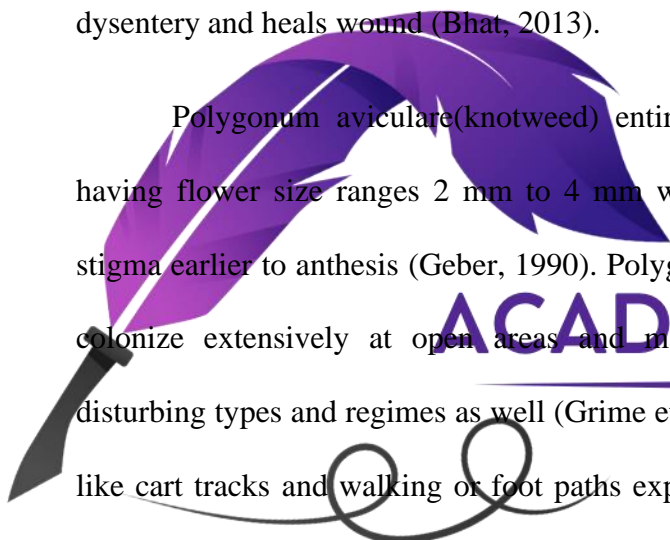 dysentery and heals wound (Bhat, 2013).
Polygonum aviculare(knotweed) entir
having flower size ranges 2 mm to 4 mm w
stigma earlier to anthesis (Geber, 1990). Polyg
ACAD
colonize extensively at open areas and m
disturbing types and regimes as well (Grime e
like cart tracks and walking or foot paths exp